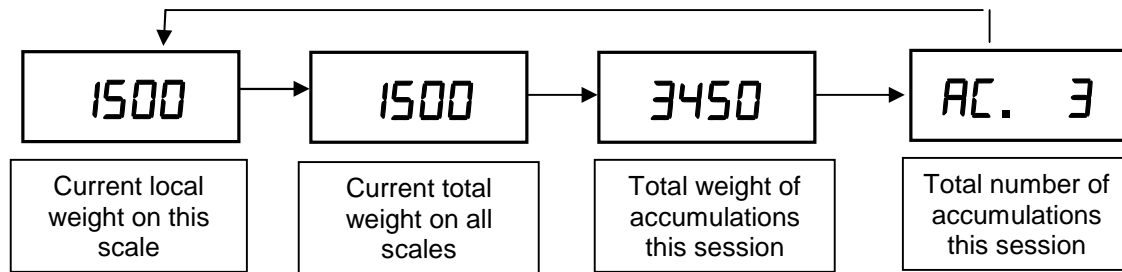 1500
1500
3450
AC. 3
Current local
weight on this
scale
Current total
weight on all
scales
Total weight of
accumulations
this session
Total number of
accumulations
this session